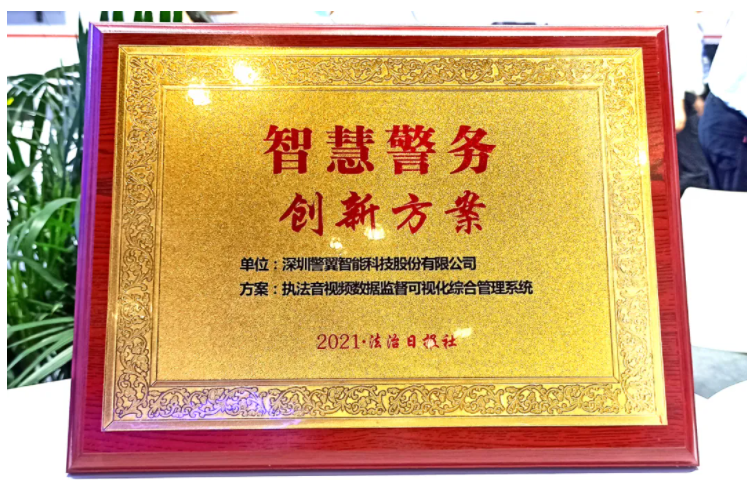 智慧警务
创新方案
单位：深圳警翼智能科技股份有限公司
方案：执法音视频数据监督可视化综合管理系统
2021·法治日报社